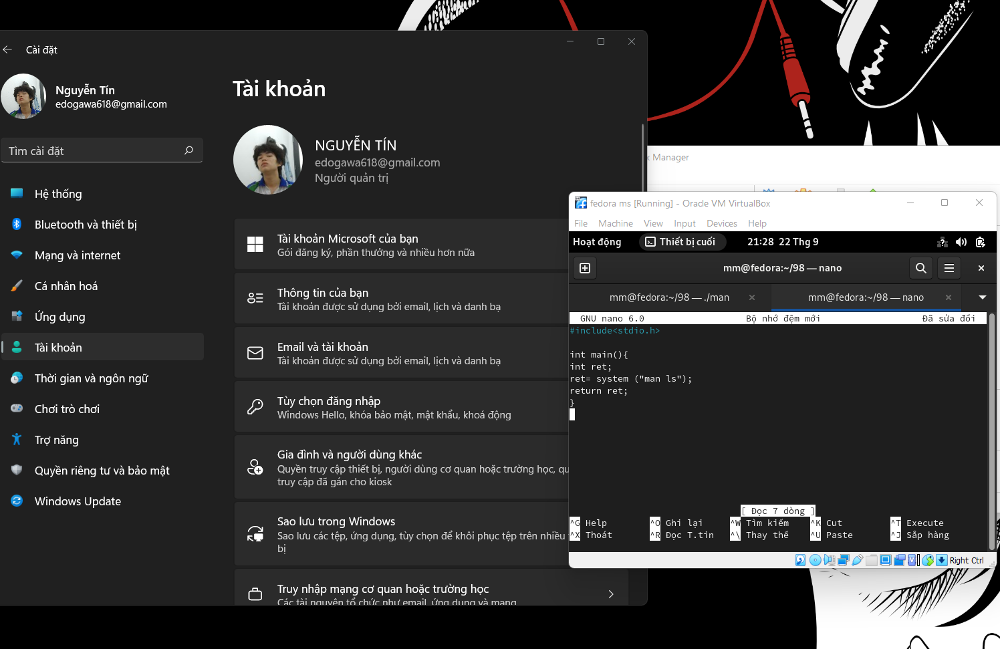 Cài đặt
Nguyễn Tín
edogawa618@gmail.com
Tìm cài đặt
Hệ thống
Bluetooth và thiết bị
Mạng và internet
Cá nhân hoá
Ứng dụng
Tài khoản
Thời gian và ngôn ngữ
Chơi trò chơi
Trợ năng
Quyền riêng tư và bảo mật
Windows Update
Tài khoản
NGUYỄN TÍN
edogawa618@gmail.com
Người quản trị
Tài khoản Microsoft của bạn
Gói đăng ký, phần thưởng và nhiều hơn nữa
Thông tin của bạn
Tài khoản được sử dụng bởi email, lịch và danh bạ
Email và tài khoản
Tài khoản được sử dụng bởi email, lịch và danh bạ
Tùy chọn đăng nhập
Windows Hello, khóa bảo mật, mật khẩu, khoá động
Gia đình và người dùng khác
Quyền truy cập thiết bị, người dùng cơ quan hoặc trường học, qu
truy cập đã gán cho kiosk
Sao lưu trong Windows
Sao lưu các tệp, ứng dụng, tùy chọn để khôi phục tệp trên nhiều
bị
Truy nhập mạng cơ quan hoặc trường học
Các tài nguyên tổ chức như email, ứng dụng và mạng
x Manager
fedora ms [Running] - Oracle VM VirtualBox
File Machine View Input Devices Help
Hoạt động Thiết bị cuối 21:28 22 Thg 9
mm@fedora:~/98 — nano
mm@fedora:~/98 — ./man mm@fedora:~/98 — nano
GNU nano 6.0 Bộ nhớ đệm mới Đã sửa đổi
#include<stdio.h>
int main(){
int ret;
ret= system ("man ls");
return ret;
}
[ Đọc 7 dòng ]
^G Help ^O Ghi lại ^W Tìm kiếm ^K Cut ^T Execute
^X Thoát ^R Đọc T.tin ^\ Thay thế ^U Paste ^J Sắp hàng
Right Ctrl